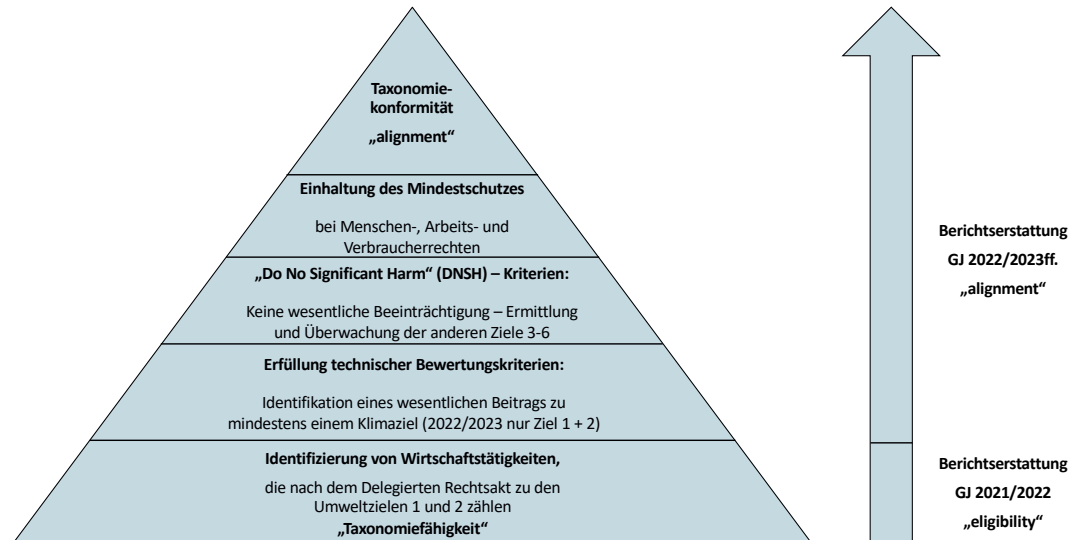 Taxonomie-
konformität
„alignment“
Einhaltung des Mindestschutzes
bei Menschen-, Arbeits- und
Verbraucherrechten
„Do No Significant Harm“ (DNSH) – Kriterien:
Keine wesentliche Beeinträchtigung – Ermittlung
und Überwachung der anderen Ziele 3-6
Erfüllung technischer Bewertungskriterien:
Identifikation eines wesentlichen Beitrags zu
mindestens einem Klimaziel (2022/2023 nur Ziel 1 + 2)
Identifizierung von Wirtschaftstätigkeiten,
die nach dem Delegierten Rechtsakt zu den
Umweltzielen 1 und 2 zählen
„Taxonomiefähigkeit“
Berichtserstattung
GJ 2022/2023ff.
„alignment“
Berichtserstattung
GJ 2021/2022
„eligibility“